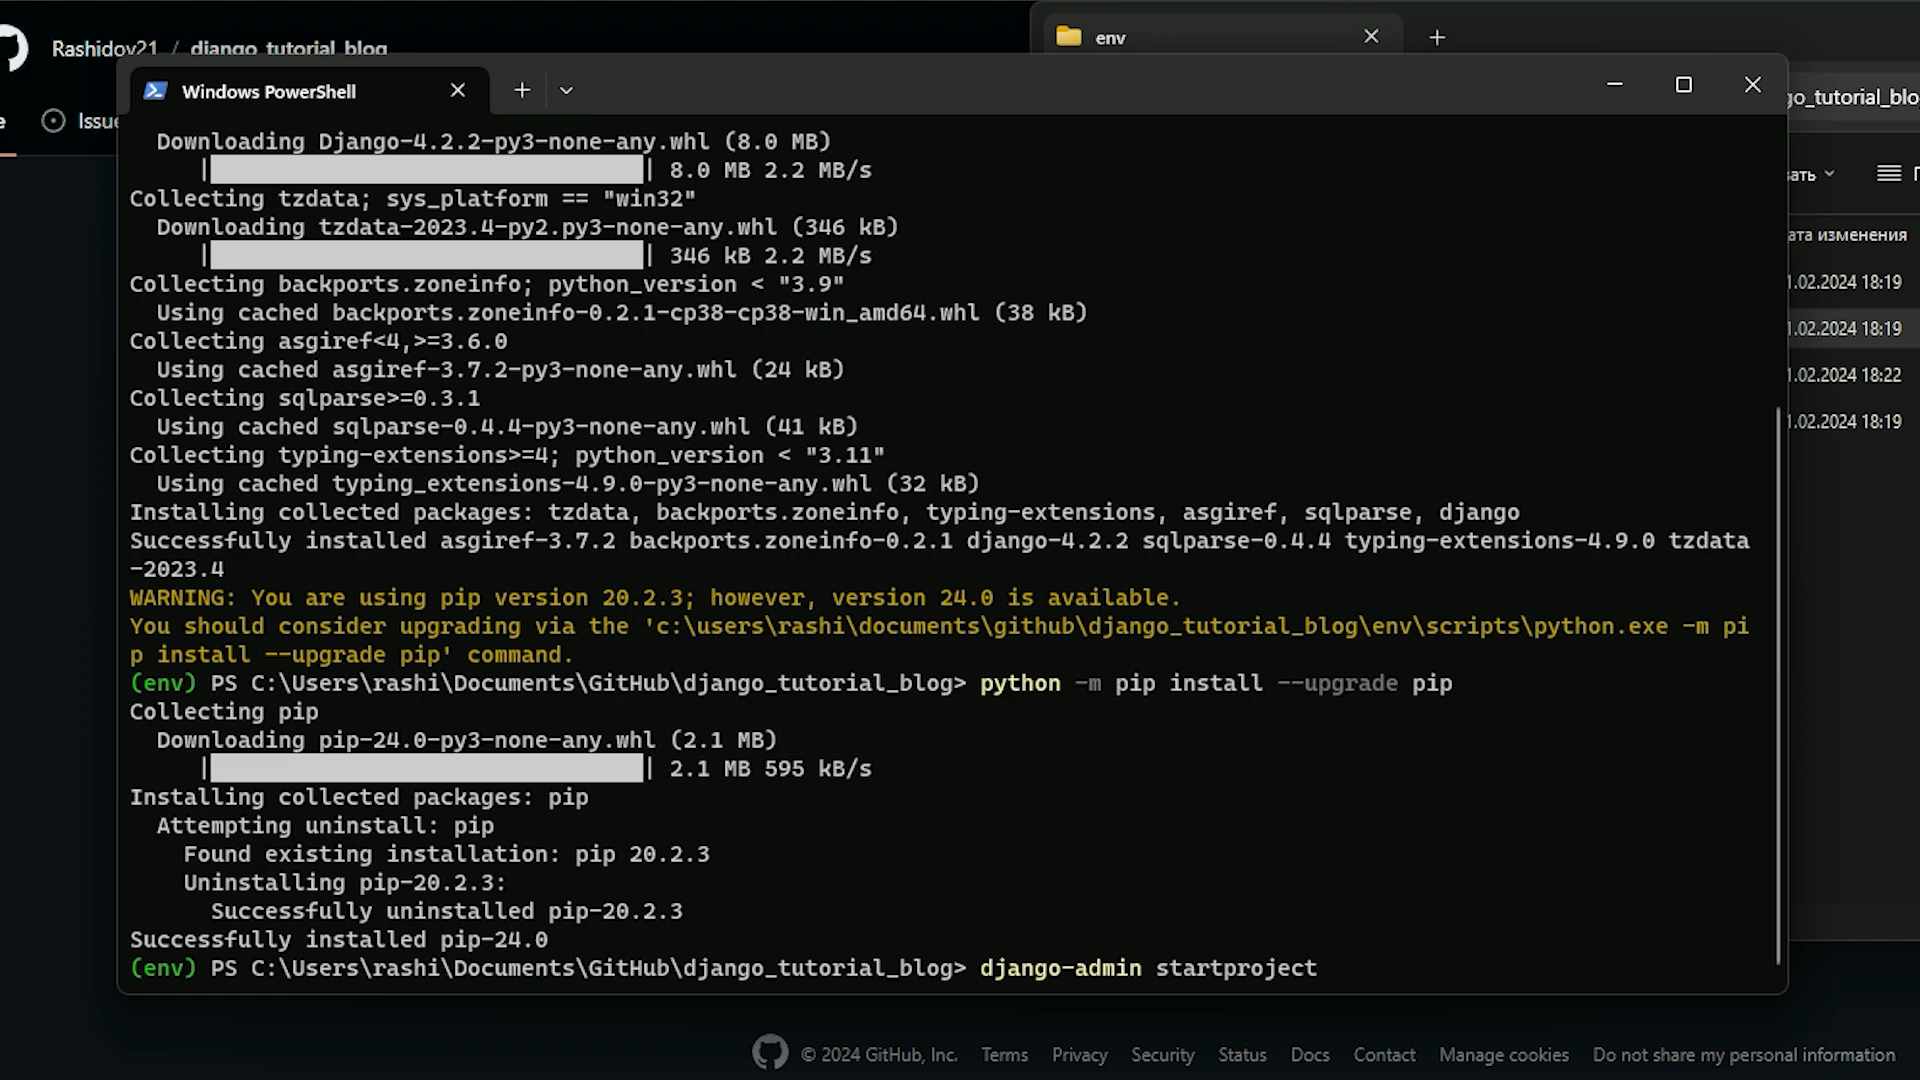 Rashidov21 / django_tutorial_blog
env
Windows PowerShell
Issue
go_tutorial_blo
Downloading Django-4.2.2-py3-none-any.whl (8.0 MB)
| | 8.0 MB 2.2 MB/s
Collecting tzdata; sys_platform == "win32"
Downloading tzdata-2023.4-py2.py3-none-any.whl (346 kB)
| | 346 kB 2.2 MB/s
Collecting backports.zoneinfo; python_version < "3.9"
Using cached backports.zoneinfo-0.2.1-cp38-cp38-win_amd64.whl (38 kB)
Collecting asgiref<4,>=3.6.0
Using cached asgiref-3.7.2-py3-none-any.whl (24 kB)
Collecting sqlparse>=0.3.1
Using cached sqlparse-0.4.4-py3-none-any.whl (41 kB)
Collecting typing-extensions>=4; python_version < "3.11"
Using cached typing_extensions-4.9.0-py3-none-any.whl (32 kB)
Installing collected packages: tzdata, backports.zoneinfo, typing-extensions, asgiref, sqlparse, django
Successfully installed asgiref-3.7.2 backports.zoneinfo-0.2.1 django-4.2.2 sqlparse-0.4.4 typing-extensions-4.9.0 tzdata
-2023.4
WARNING: You are using pip version 20.2.3; however, version 24.0 is available.
You should consider upgrading via the 'c:\users\rashi\documents\github\django_tutorial_blog\env\scripts\python.exe -m pi
p install --upgrade pip' command.
(env) PS C:\Users\rashi\Documents\GitHub\django_tutorial_blog> python -m pip install --upgrade pip
Collecting pip
Downloading pip-24.0-py3-none-any.whl (2.1 MB)
| | 2.1 MB 595 kB/s
Installing collected packages: pip
Attempting uninstall: pip
Found existing installation: pip 20.2.3
Uninstalling pip-20.2.3:
Successfully uninstalled pip-20.2.3
Successfully installed pip-24.0
(env) PS C:\Users\rashi\Documents\GitHub\django_tutorial_blog> django-admin startproject
ать
ата изменения
1.02.2024 18:19
1.02.2024 18:19
1.02.2024 18:22
1.02.2024 18:19
© 2024 GitHub, Inc. Terms Privacy Security Status Docs Contact Manage cookies Do not share my personal information